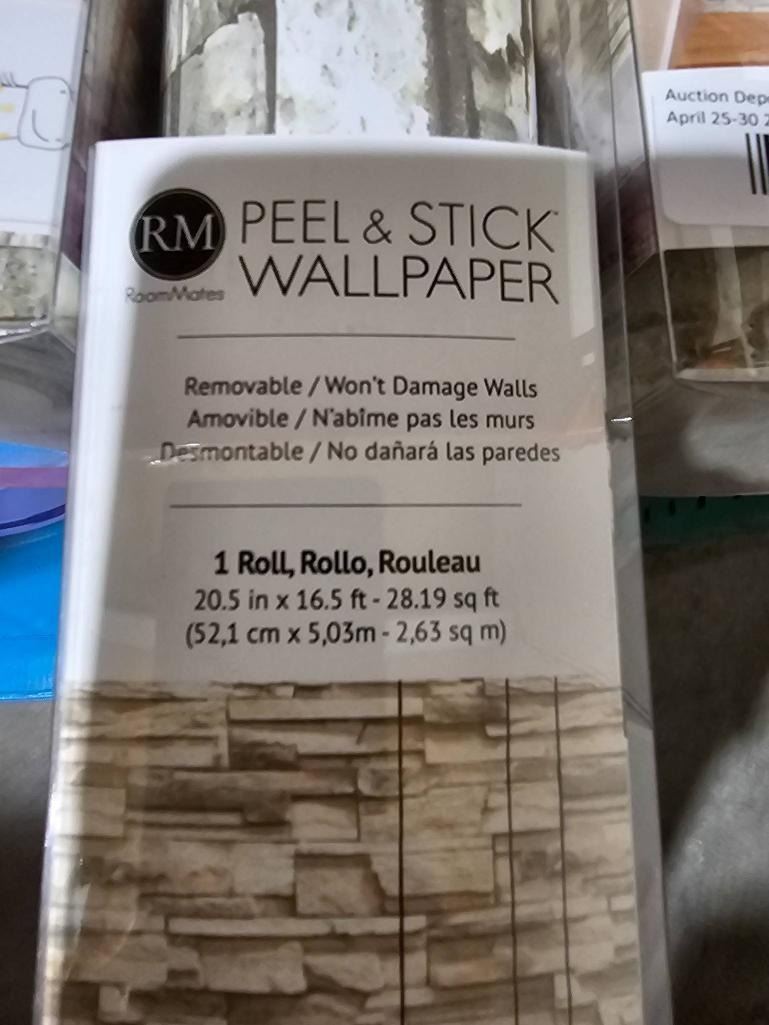 RM
RoomMates
PEEL & STICK™
WALLPAPER
Removable / Won't Damage Walls
Amovible / N'abîme pas les murs
Desmontable / No dañará las paredes
1 Roll, Rollo, Rouleau
20.5 in x 16.5 ft - 28.19 sq ft
(52,1 cm x 5,03m - 2,63 sq m)
Auction
April 25-30